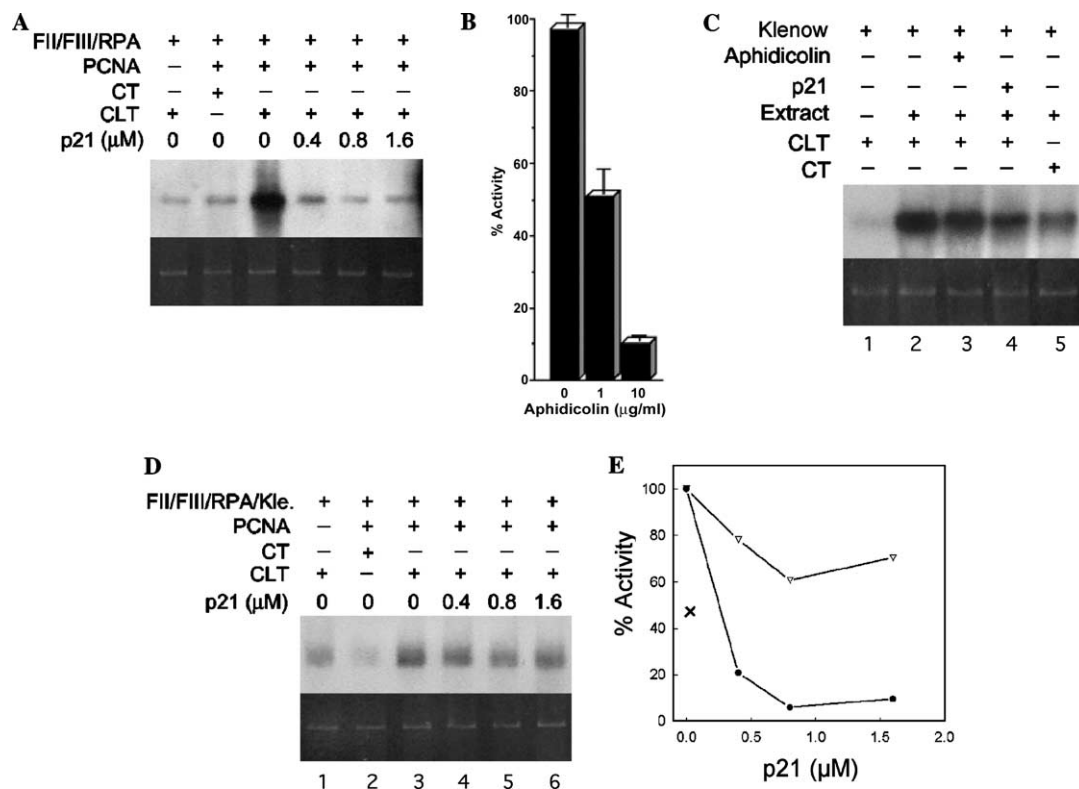 A
FII/FIII/RPA + + + + + +
PCNA – + + + + +
CT – + – – – –
CLT + – + + + +
p21 (μM) 0 0 0 0.4 0.8 1.6
B
100
80
60
40
20
0
% Activity
0 1 10
Aphidicolin (μg/ml)
C
Klenow + + + + +
Aphidicolin – – + – –
p21 – – – + –
Extract – + + + +
CLT + + + + –
CT – – – – +
1 2 3 4 5
D
FII/FIII/RPA/Kle. + + + + + +
PCNA – + + + + +
CT – + – – – –
CLT + – + + + +
p21 (μM) 0 0 0 0.4 0.8 1.6
1 2 3 4 5 6
E
100
80
60
40
20
0
% Activity
0.0 0.5 1.0 1.5 2.0
p21 (μM)